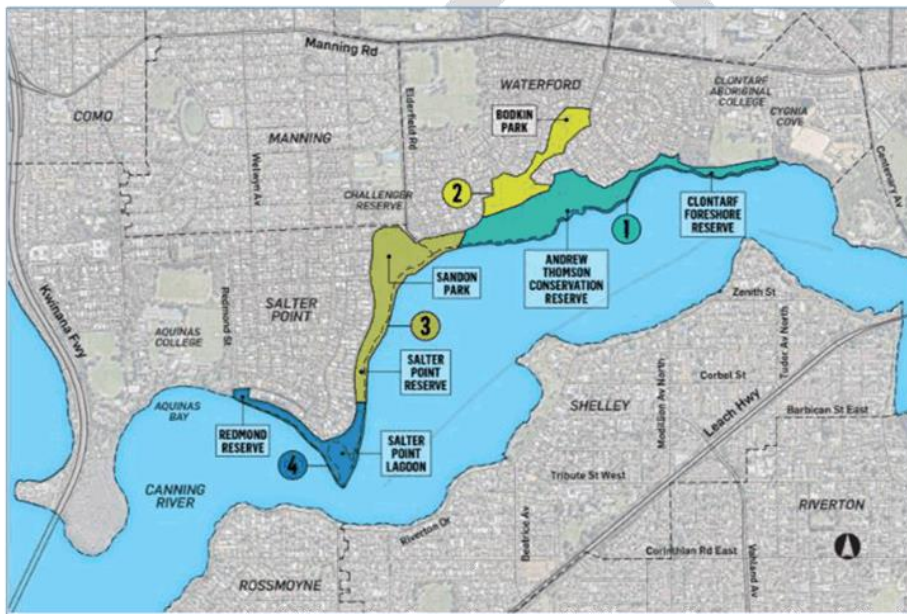 Manning Rd
WATERFORD
CLONTARF
ABORIGINAL
COLLEGE
CYGNIA
COVE
COMO
Elderfield Rd
BODKIN
PARK
MANNING
Welwyn Av
Centenary Av
CHALLENGER
RESERVE
2
1
CLONTARF
FORESHORE
RESERVE
ANDREW
THOMSON
CONSERVATION
RESERVE
SANDON
PARK
Kwinana Fwy
Redmond St
SALTER
POINT
3
Zenith St
AQUINAS
COLLEGE
SALTER
POINT
RESERVE
Tudor Av North
Corbel St
SHELLEY
Modillion Av North
Leach Hwy
Barbican St East
AQUINAS
BAY
REDMOND
RESERVE
4
SALTER
POINT
LAGOON
Tribute St West
CANNING
RIVER
Riverton Dr
Beatrice Av
RIVERTON
Corinthian Rd East
Vahland Av
ROSSMOYNE